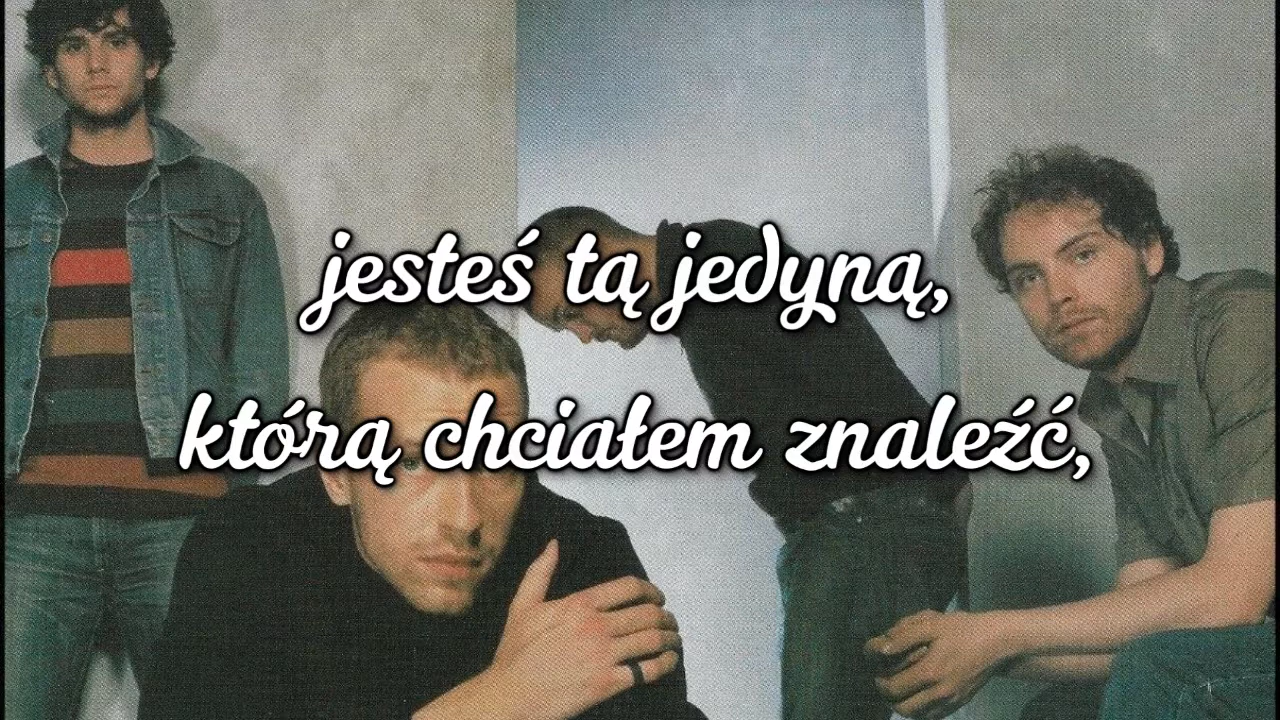 jesteś tą jedyną,
którą chciałem znaleźć,